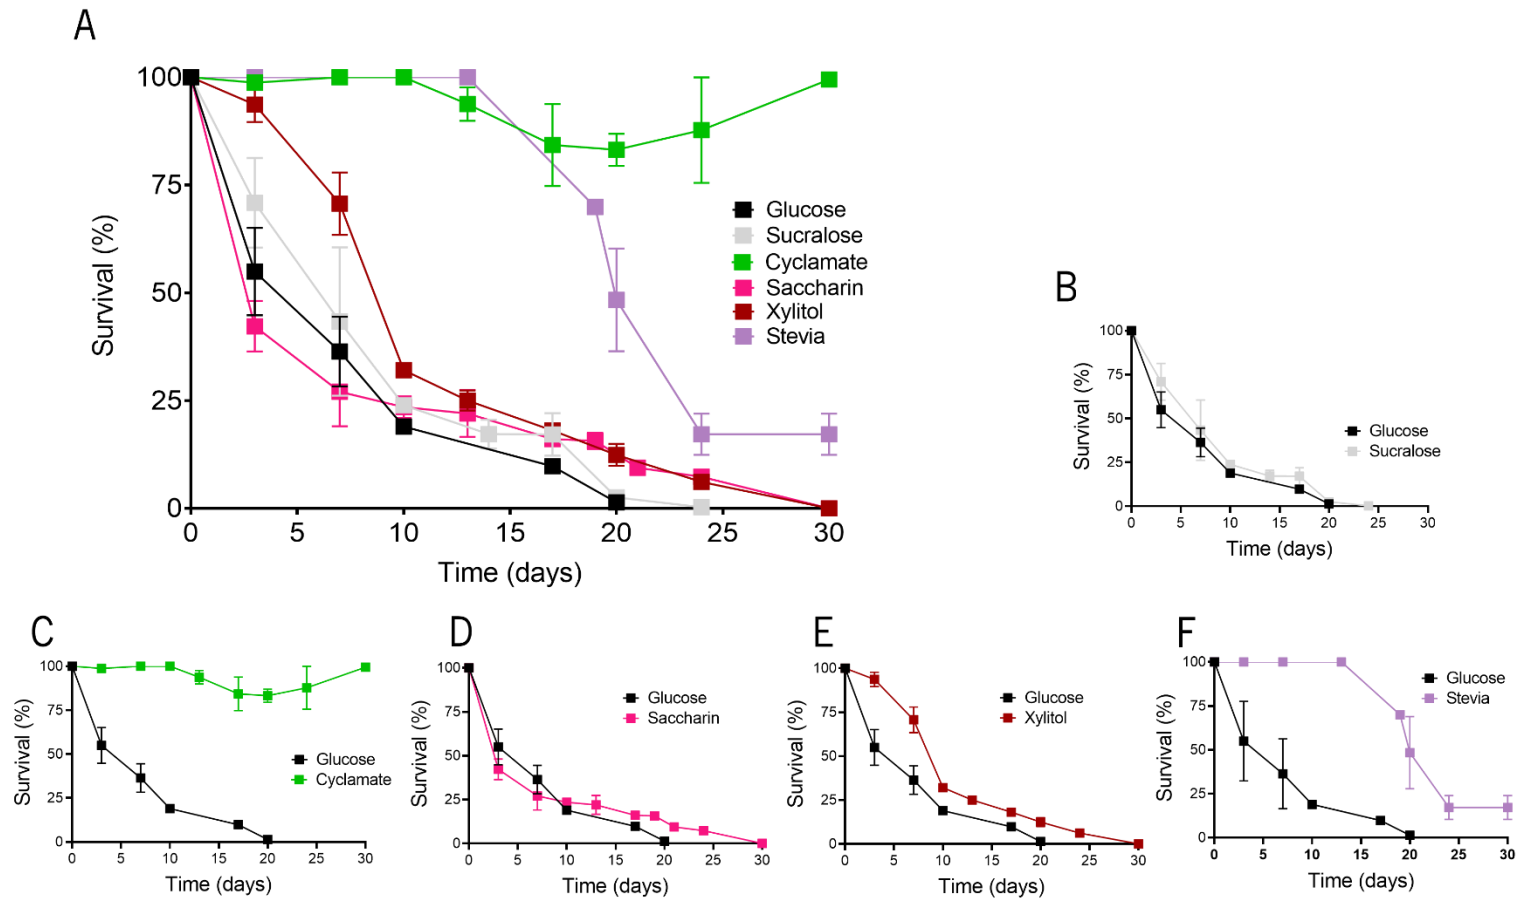 A
100
75
50
25
0
Survival (%)
0 5 10 15 20 25 30
Time (days)
Glucose
Sucralose
Cyclamate
Saccharin
Xylitol
Stevia
B
100
75
50
25
0
Survival (%)
0 5 10 15 20 25 30
Time (days)
Glucose
Sucralose
C
100
75
50
25
0
Survival (%)
0 5 10 15 20 25 30
Time (days)
Glucose
Cyclamate
D
100
75
50
25
0
Survival (%)
0 5 10 15 20 25 30
Time (days)
Glucose
Saccharin
E
100
75
50
25
0
Survival (%)
0 5 10 15 20 25 30
Time (days)
Glucose
Xylitol
F
100
75
50
25
0
Survival (%)
0 5 10 15 20 25 30
Time (days)
Glucose
Stevia